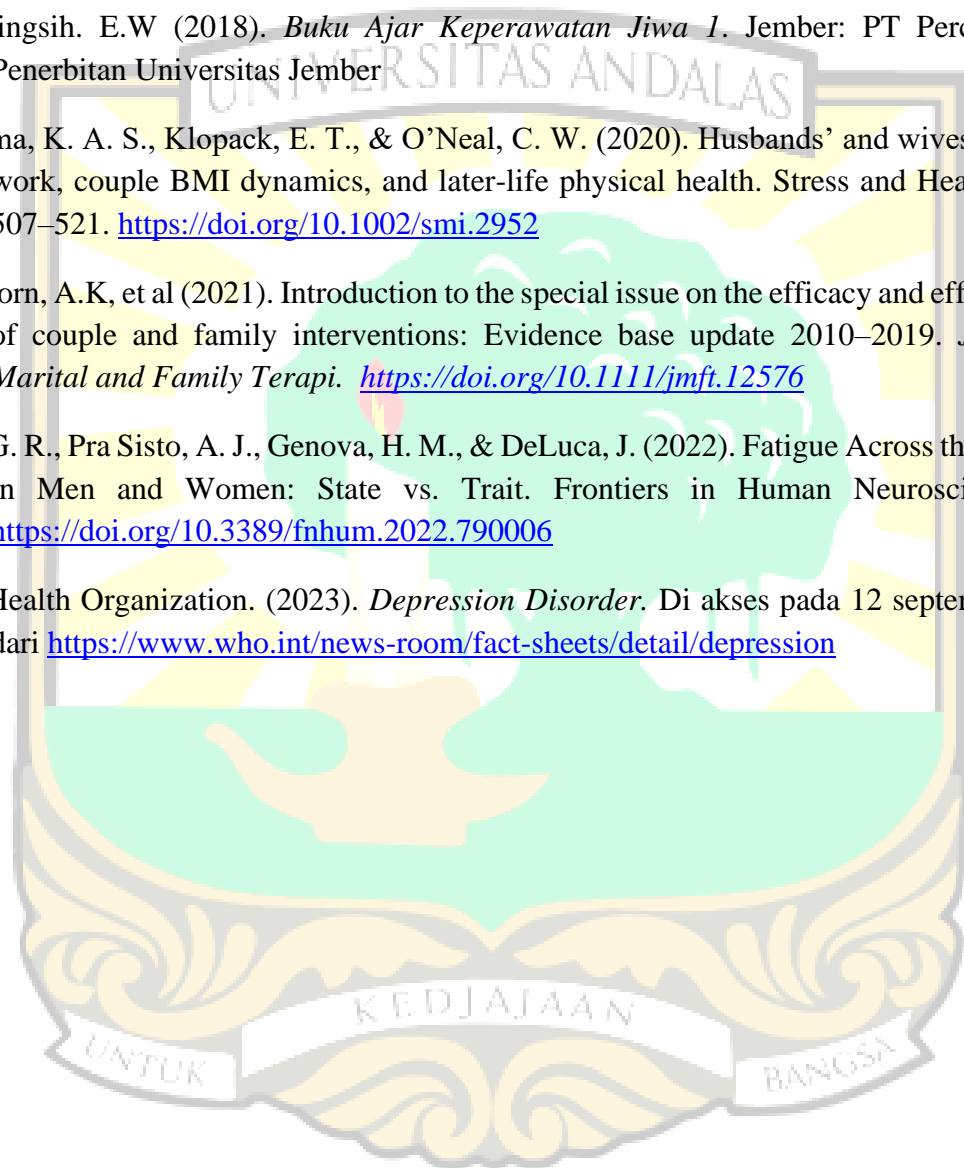 ingsih. E.W (2018). Buku Ajar Keperawatan Jiwa 1. Jember: PT Perc
Penerbitan Universitas Jember
UNIVERSITAS ANDALAS
ma, K. A. S., Klopack, E. T., & O’Neal, C. W. (2020). Husbands’ and wives
work, couple BMI dynamics, and later-life physical health. Stress and Hea
507–521. https://doi.org/10.1002/smi.2952
orn, A.K, et al (2021). Introduction to the special issue on the efficacy and eff
of couple and family interventions: Evidence base update 2010–2019. J
Marital and Family Terapi. https://doi.org/10.1111/jmft.12576
G. R., Pra Sisto, A. J., Genova, H. M., & DeLuca, J. (2022). Fatigue Across th
in Men and Women: State vs. Trait. Frontiers in Human Neurosci
https://doi.org/10.3389/fnhum.2022.790006
Health Organization. (2023). Depression Disorder. Di akses pada 12 septem
dari https://www.who.int/news-room/fact-sheets/detail/depression
KEDJAJAAN
UNTUK
BANGSA